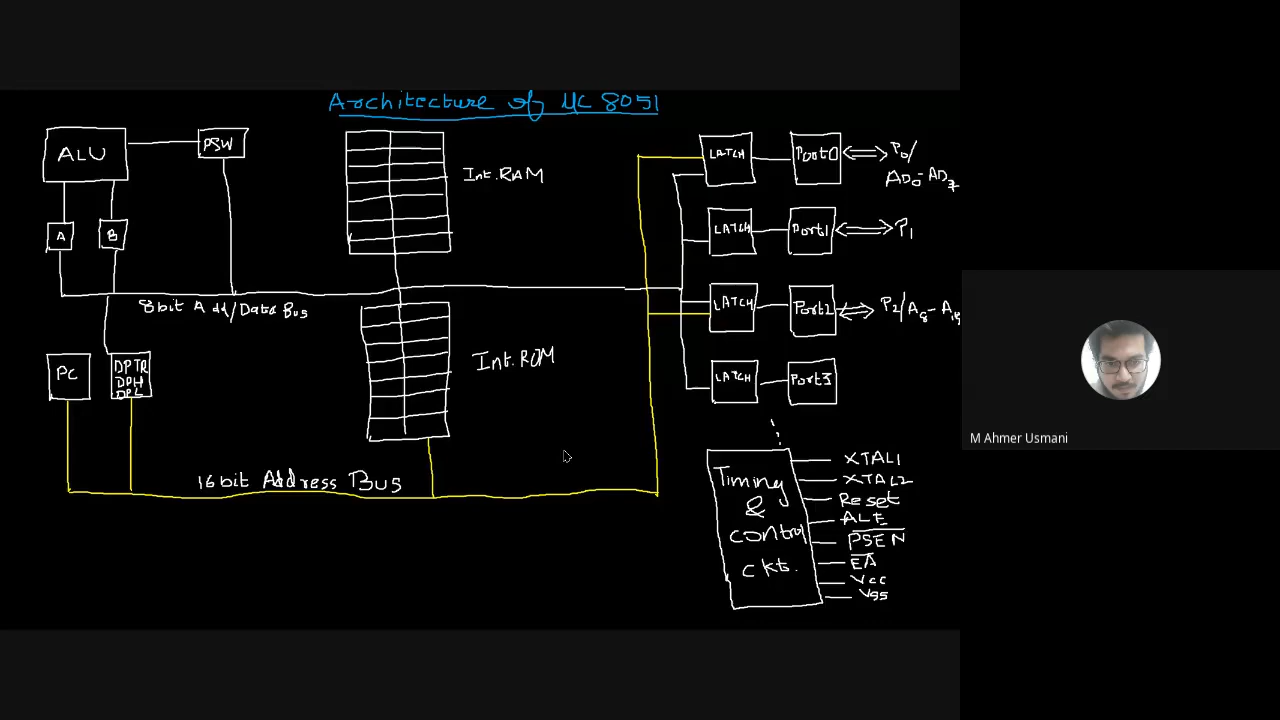 Architecture of µC 8051
ALU
PSW
A
B
8bit Add/Data Bus
PC
DPTR
DPH
DPL
16bit Address Bus
Int.RAM
Int.ROM
LATCH
Port0
P0/
AD0-AD7
LATCH
Port1
P1
LATCH
Port2
P2/A8-A15
LATCH
Port3
Timing
&
control
ckts.
XTAL1
XTAL2
Reset
ALE
PSEN
EA
Vcc
Vss
M Ahmer Usmani